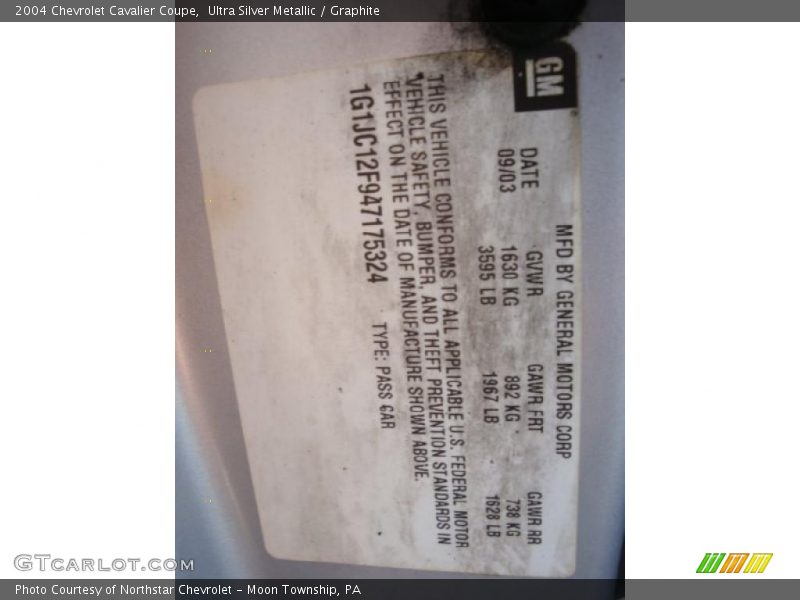 2004 Chevrolet Cavalier Coupe,  Ultra Silver Metallic / Graphite
GM
MFD BY GENERAL MOTORS CORP
DATE GVWR GAWR FRT GAWR RR
09/03 1630 KG 892 KG 738 KG
3595 LB 1967 LB 1628 LB
THIS VEHICLE CONFORMS TO ALL APPLICABLE U.S. FEDERAL MOTOR
VEHICLE SAFETY, BUMPER, AND THEFT PREVENTION STANDARDS IN
EFFECT ON THE DATE OF MANUFACTURE SHOWN ABOVE.
1G1JC12F947175324 TYPE: PASS CAR
GTCarLot.com
Photo Courtesy of Northstar Chevrolet – Moon Township, PA